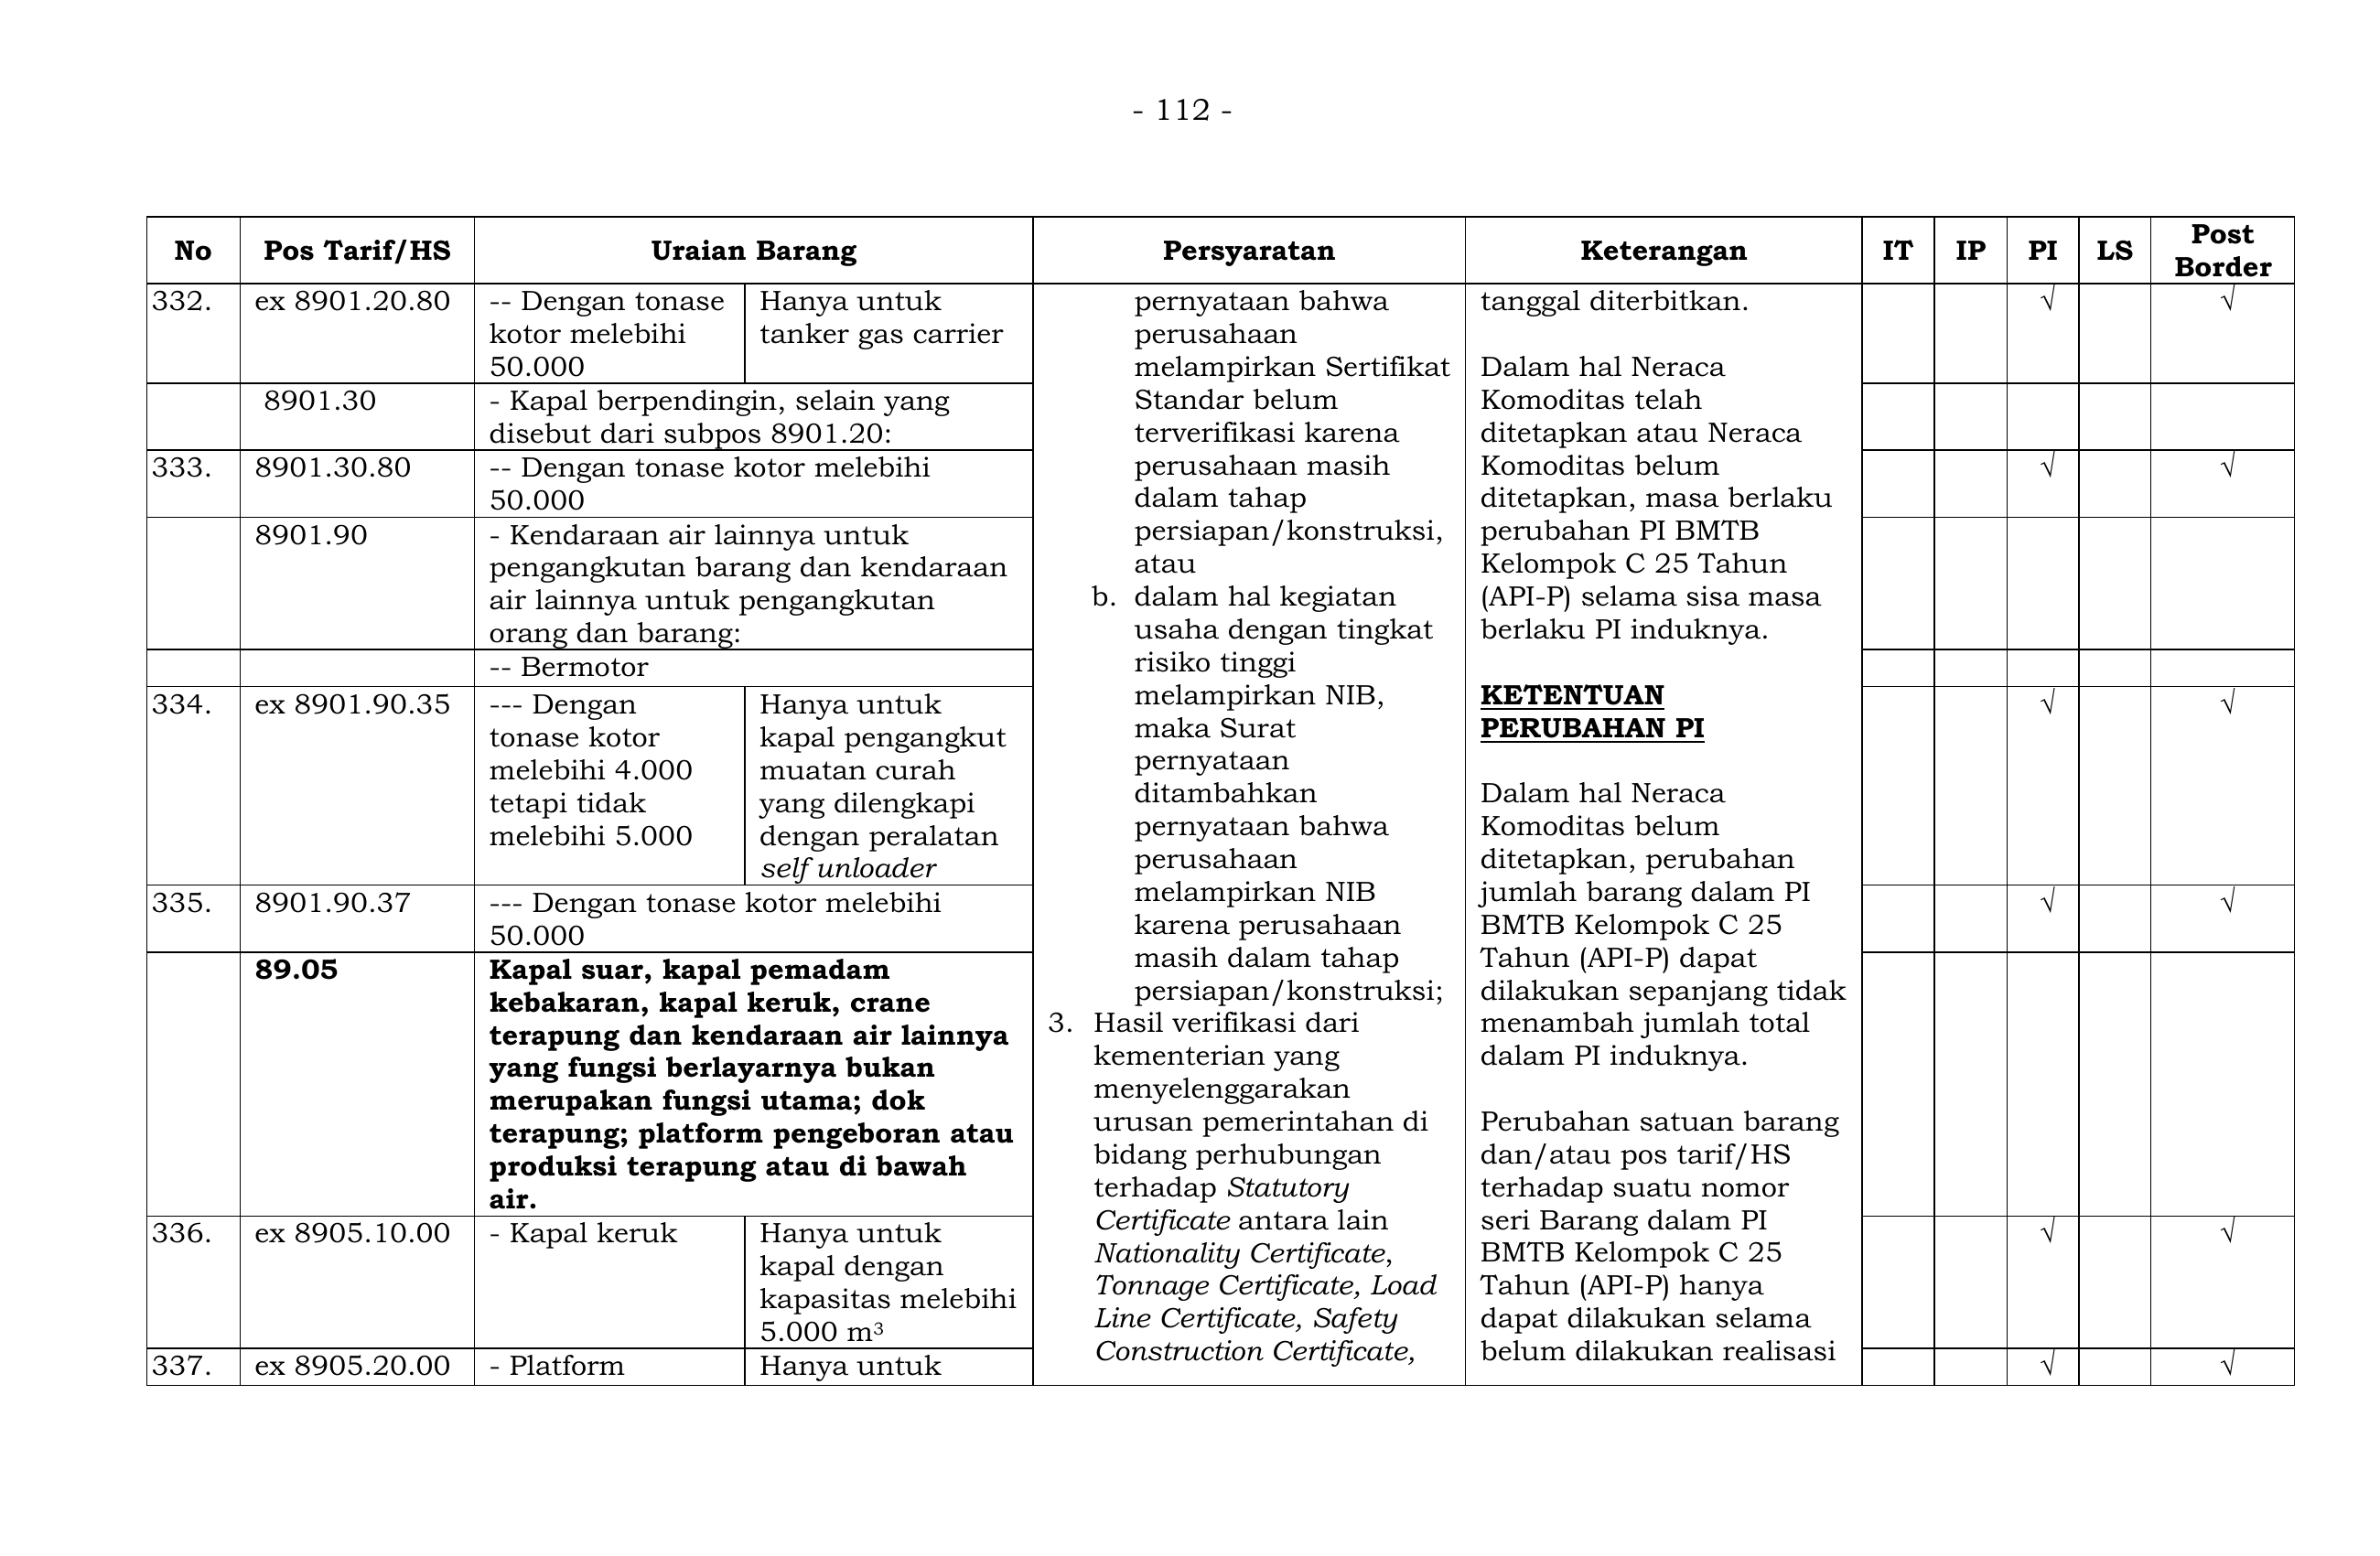 - 112 -
No Pos Tarif/HS Uraian Barang Persyaratan Keterangan IT IP PI LS Post Border
332. ex 8901.20.80 -- Dengan tonase
kotor melebihi
50.000
Hanya untuk
tanker gas carrier
√ √
8901.30 - Kapal berpendingin, selain yang
disebut dari subpos 8901.20:
333. 8901.30.80 -- Dengan tonase kotor melebihi
50.000
√ √
8901.90 - Kendaraan air lainnya untuk
pengangkutan barang dan kendaraan
air lainnya untuk pengangkutan
orang dan barang:
-- Bermotor
334. ex 8901.90.35 --- Dengan
tonase kotor
melebihi 4.000
tetapi tidak
melebihi 5.000
Hanya untuk
kapal pengangkut
muatan curah
yang dilengkapi
dengan peralatan
self unloader
√ √
335. 8901.90.37 --- Dengan tonase kotor melebihi
50.000
√ √
89.05 Kapal suar, kapal pemadam
kebakaran, kapal keruk, crane
terapung dan kendaraan air lainnya
yang fungsi berlayarnya bukan
merupakan fungsi utama; dok
terapung; platform pengeboran atau
produksi terapung atau di bawah
air.
336. ex 8905.10.00 - Kapal keruk
Hanya untuk
kapal dengan
kapasitas melebihi
5.000 m³
√ √
337. ex 8905.20.00 - Platform
Hanya untuk
√ √
pernyataan bahwa
perusahaan
melampirkan Sertifikat
Standar belum
terverifikasi karena
perusahaan masih
dalam tahap
persiapan/konstruksi,
atau
b. dalam hal kegiatan
usaha dengan tingkat
risiko tinggi
melampirkan NIB,
maka Surat
pernyataan
ditambahkan
pernyataan bahwa
perusahaan
melampirkan NIB
karena perusahaan
masih dalam tahap
persiapan/konstruksi;
3. Hasil verifikasi dari
kementerian yang
menyelenggarakan
urusan pemerintahan di
bidang perhubungan
terhadap Statutory
Certificate antara lain
Nationality Certificate,
Tonnage Certificate, Load
Line Certificate, Safety
Construction Certificate,
tanggal diterbitkan.
Dalam hal Neraca
Komoditas telah
ditetapkan atau Neraca
Komoditas belum
ditetapkan, masa berlaku
perubahan PI BMTB
Kelompok C 25 Tahun
(API-P) selama sisa masa
berlaku PI induknya.
KETENTUAN
PERUBAHAN PI
Dalam hal Neraca
Komoditas belum
ditetapkan, perubahan
jumlah barang dalam PI
BMTB Kelompok C 25
Tahun (API-P) dapat
dilakukan sepanjang tidak
menambah jumlah total
dalam PI induknya.
Perubahan satuan barang
dan/atau pos tarif/HS
terhadap suatu nomor
seri Barang dalam PI
BMTB Kelompok C 25
Tahun (API-P) hanya
dapat dilakukan selama
belum dilakukan realisasi